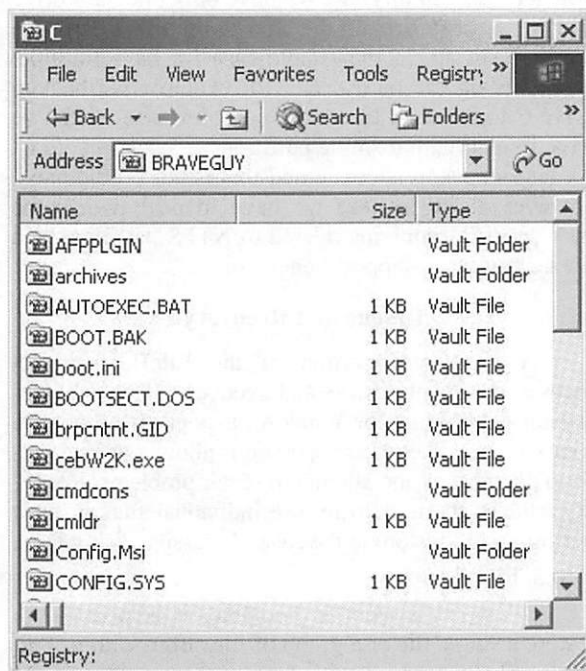 C
File Edit View Favorites Tools Registry »
Back Search Folders »
Address BRAVEGUY Go
Name Size Type
AFPPLGIN Vault Folder
archives Vault Folder
AUTOEXEC.BAT 1 KB Vault File
BOOT.BAK 1 KB Vault File
boot.ini 1 KB Vault File
BOOTSECT.DOS 1 KB Vault File
brpcntnt.GID 1 KB Vault File
cebW2K.exe 1 KB Vault File
cmdcons Vault Folder
cmldr 1 KB Vault File
Config.Msi Vault Folder
CONFIG.SYS 1 KB Vault File
Registry: